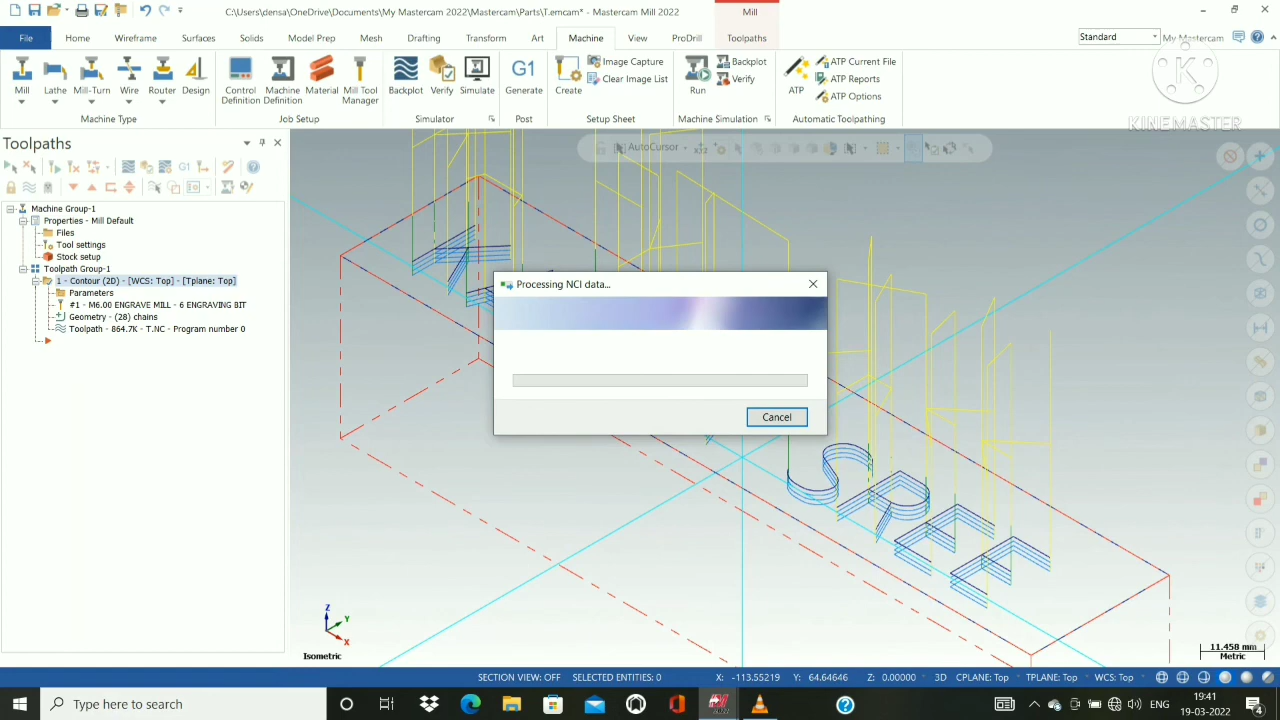 C:\Users\densa\OneDrive\Documents\My Mastercam 2022\Mastercam\Parts\T.emcam* - Mastercam Mill 2022
Mill
File Home Wireframe Surfaces Solids Model Prep Mesh Drafting Transform Art Machine View ProDrill Toolpaths
Standard My Mastercam
Mill Lathe Mill-Turn Wire Router Design
Machine Type
Control Definition Machine Definition Material Mill Tool Manager
Job Setup
Backplot Verify Simulate
Simulator
G1 Generate
Post
Create Image Capture
Clear Image List
Setup Sheet
Run Backplot
Verify
Machine Simulation
ATP ATP Current File
ATP Reports
ATP Options
Automatic Toolpathing
K
KINEMASTER
Toolpaths
AutoCursor
G1
Machine Group-1
Properties - Mill Default
Files
Tool settings
Stock setup
Toolpath Group-1
1 - Contour (2D) - [WCS: Top] - [Tplane: Top]
Parameters
#1 - M6.00 ENGRAVE MILL - 6 ENGRAVING BIT
Geometry - (28) chains
Toolpath - 864.7K - T.NC - Program number 0
Processing NCI data...
Cancel
Z
Y
X
Isometric
11.458 mm
Metric
SECTION VIEW: OFF SELECTED ENTITIES: 0 X: -113.55219 Y: 64.64646 Z: 0.00000 3D CPLANE: Top TPLANE: Top WCS: Top
Type here to search
ENG
19:41
19-03-2022
4